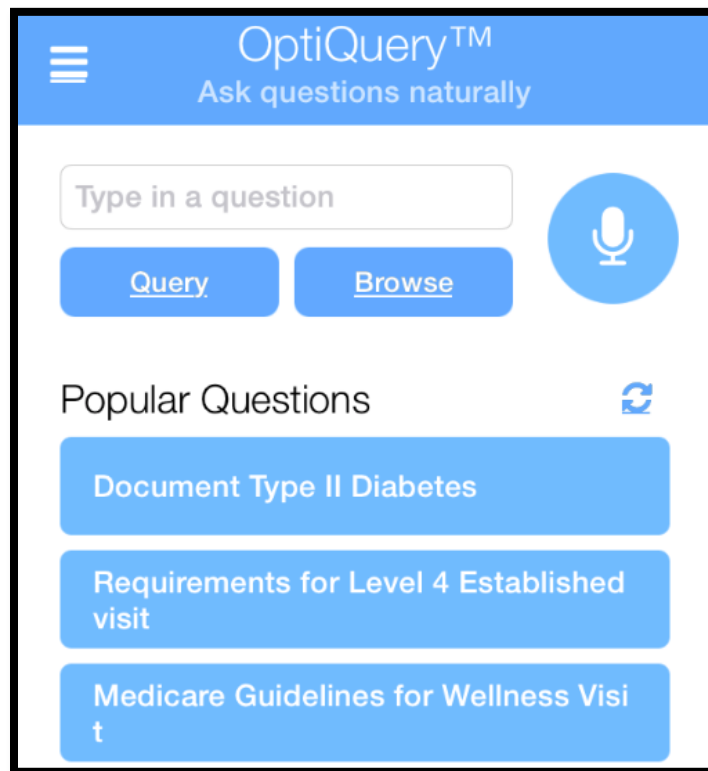 OptiQuery™
Ask questions naturally
Type in a question
Query
Browse
Popular Questions
Document Type II Diabetes
Requirements for Level 4 Established
visit
Medicare Guidelines for Wellness Visi
t